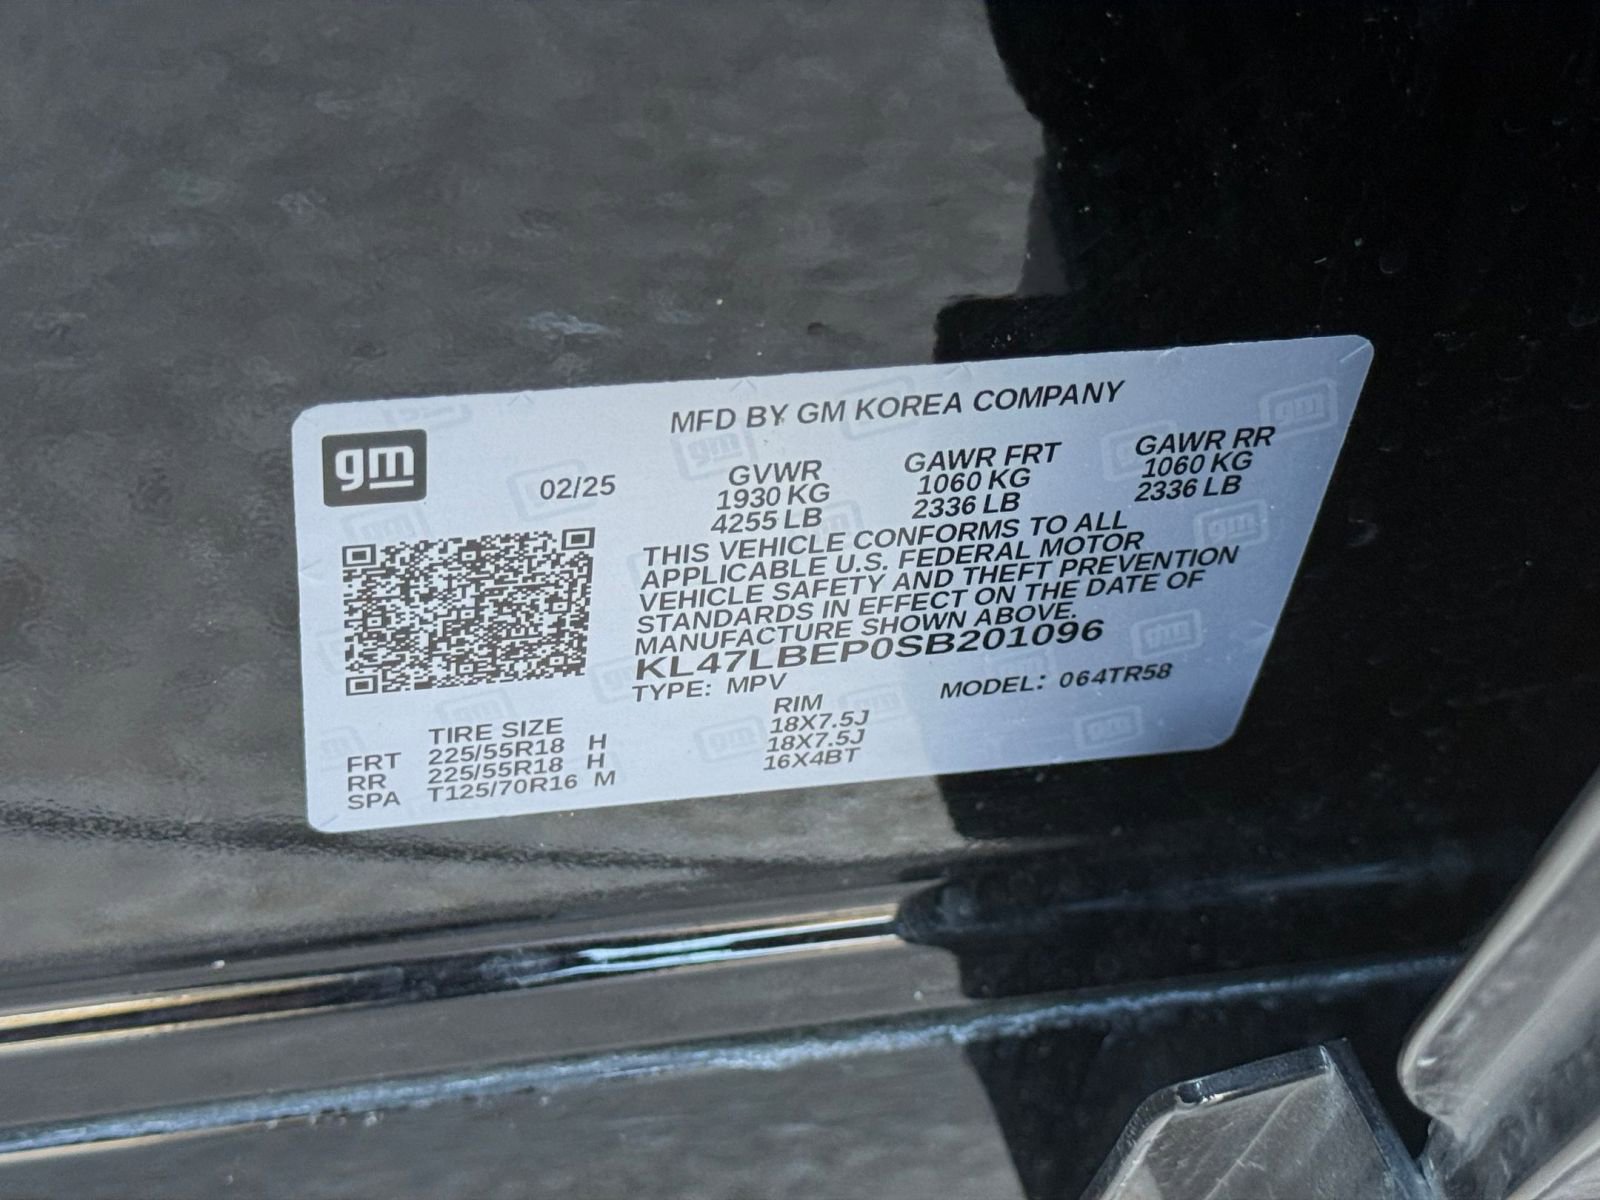 MFD BY GM KOREA COMPANY
gm
02/25
GVWR GAWR FRT GAWR RR
1930 KG 1060 KG 1060 KG
4255 LB 2336 LB 2336 LB
THIS VEHICLE CONFORMS TO ALL
APPLICABLE U.S. FEDERAL MOTOR
VEHICLE SAFETY AND THEFT PREVENTION
STANDARDS IN EFFECT ON THE DATE OF
MANUFACTURE SHOWN ABOVE.
KL47LBEP0SB201096
TYPE: MPV MODEL: 064TR58
TIRE SIZE RIM
FRT 225/55R18 H 18X7.5J
RR 225/55R18 H 18X7.5J
SPA T125/70R16 M 16X4BT